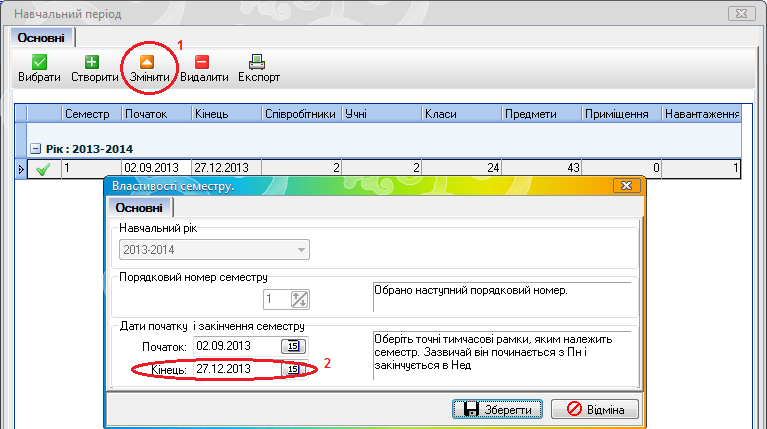 Навчальний період
Основні
1
Вибрати Створити Змінити Видалити Експорт
Семестр Початок Кінець Співробітники Учні Класи Предмети Приміщення Навантаження
Рік : 2013-2014
1 02.09.2013 27.12.2013 2 2 24 43 0 1
Властивості семестру.
Основні
Навчальний рік
2013-2014
Порядковий номер семестру
1
Обрано наступний порядковий номер.
Дати початку і закінчення семестру
Початок: 02.09.2013 15
Кінець: 27.12.2013 15
2
Оберіть точні тимчасові рамки, яким належить
семестр. Зазвичай він починається з Пн і
закінчується в Нед
Зберегти Відміна